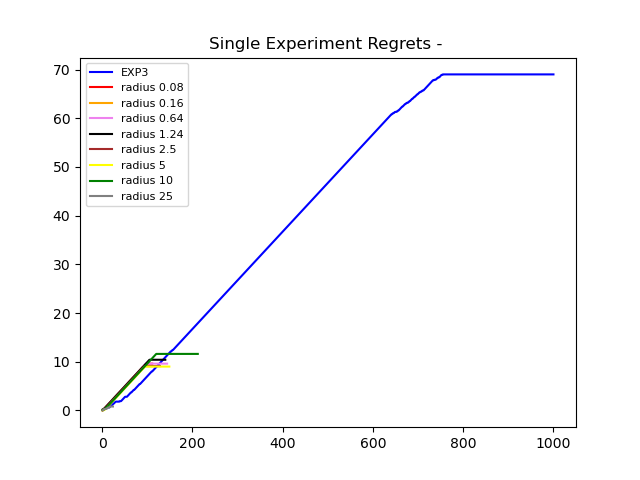 Single Experiment Regrets -
EXP3
radius 0.08
radius 0.16
radius 0.64
radius 1.24
radius 2.5
radius 5
radius 10
radius 25
70
60
50
40
30
20
10
0
0 200 400 600 800 1000